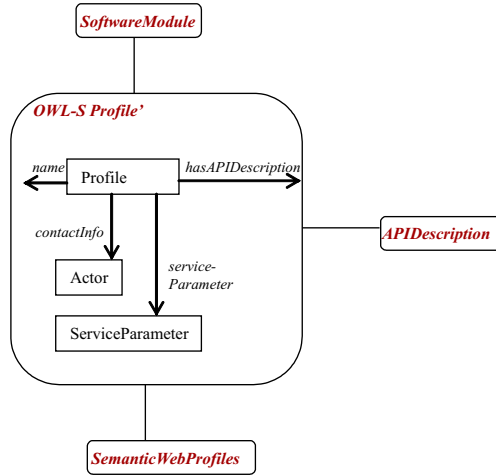 SoftwareModule
OWL-S Profile’
name
hasAPIDescription
Profile
contactInfo
APIDescription
service-
Parameter
Actor
ServiceParameter
SemanticWebProfiles